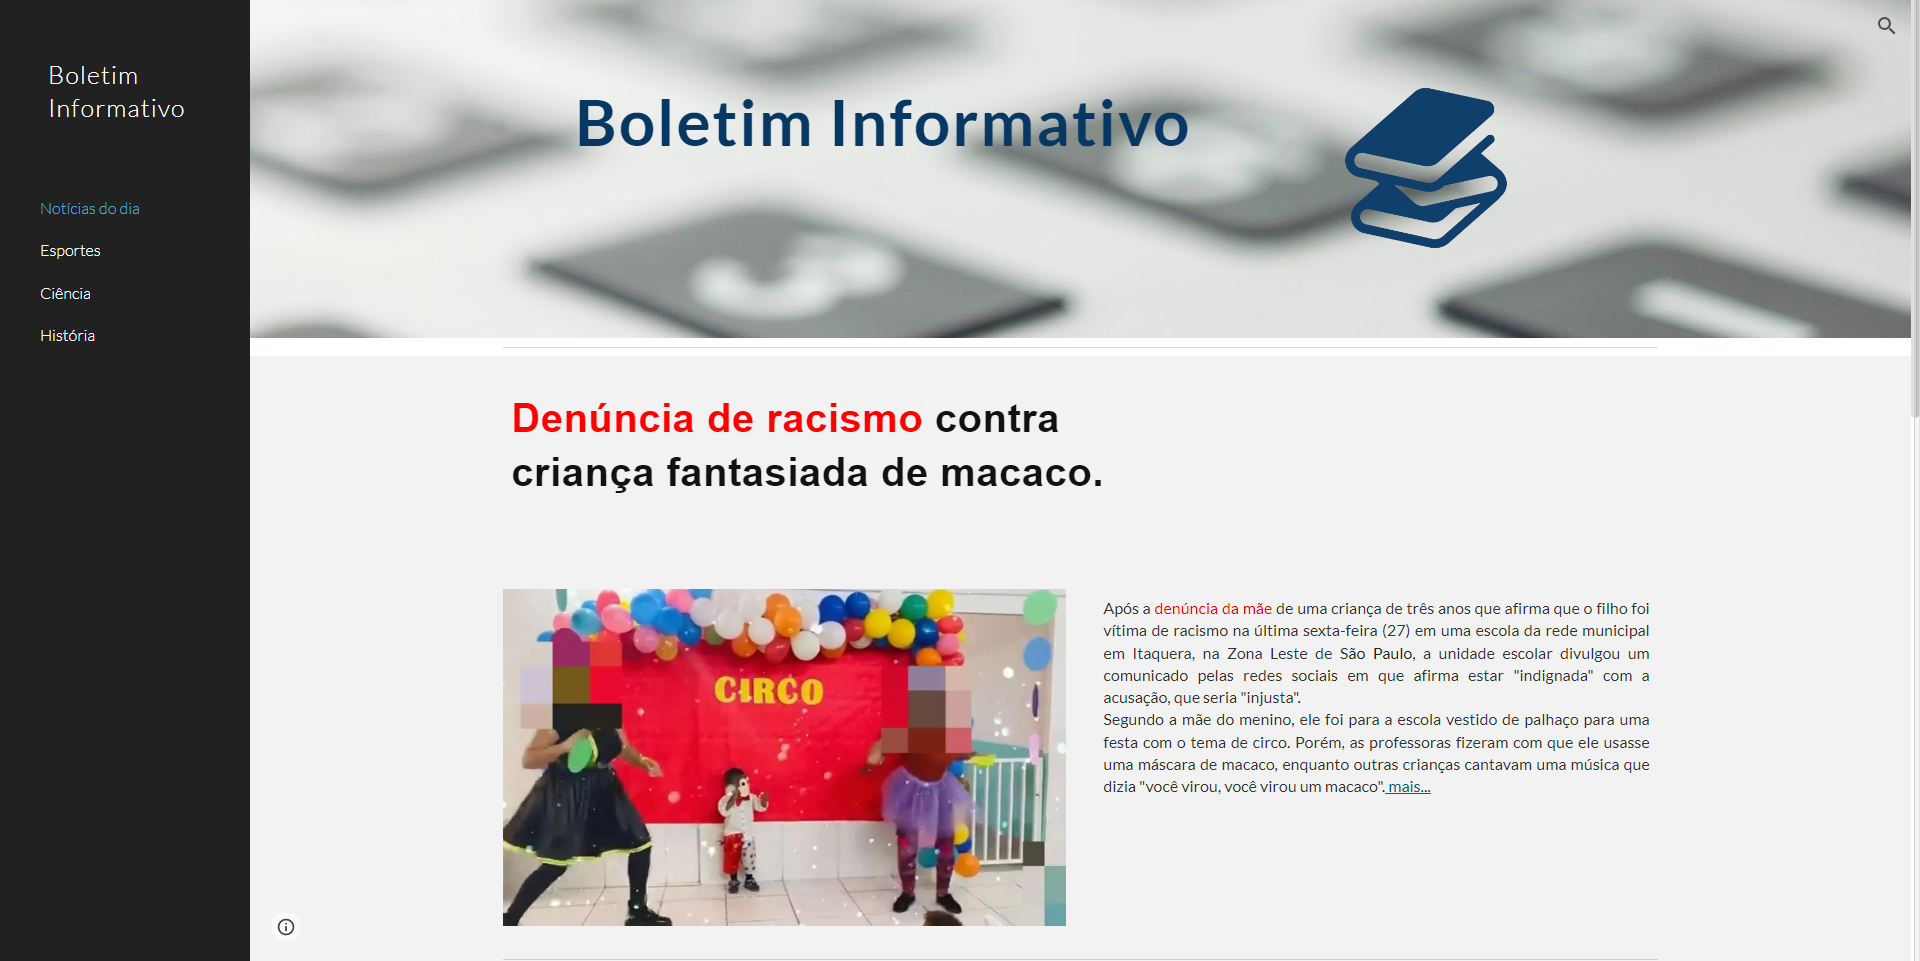 Boletim
Informativo
Notícias do dia
Esportes
Ciência
História
Boletim Informativo
Denúncia de racismo contra
criança fantasiada de macaco.
CIRCO
Após a denúncia da mãe de uma criança de três anos que afirma que o filho foi
vítima de racismo na última sexta-feira (27) em uma escola da rede municipal
em Itaquera, na Zona Leste de São Paulo, a unidade escolar divulgou um
comunicado pelas redes sociais em que afirma estar "indignada" com a
acusação, que seria "injusta".
Segundo a mãe do menino, ele foi para a escola vestido de palhaço para uma
festa com o tema de circo. Porém, as professoras fizeram com que ele usasse
uma máscara de macaco, enquanto outras crianças cantavam uma música que
dizia "você virou, você virou um macaco". mais...